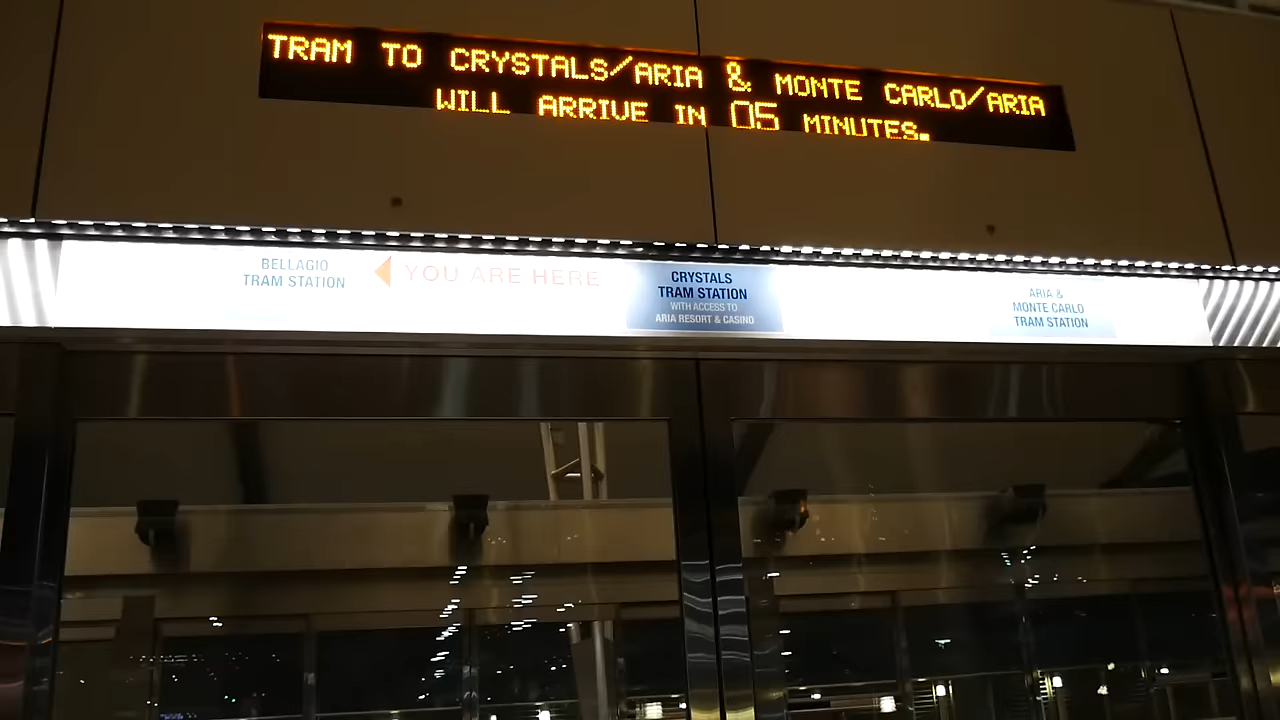 TRAM TO CRYSTALS/ARIA & MONTE CARLO/ARIA
WILL ARRIVE IN 05 MINUTES.
BELLAGIO
TRAM STATION
YOU ARE HERE
CRYSTALS
TRAM STATION
WITH ACCESS TO
ARIA RESORT & CASINO
ARIA &
MONTE CARLO
TRAM STATION